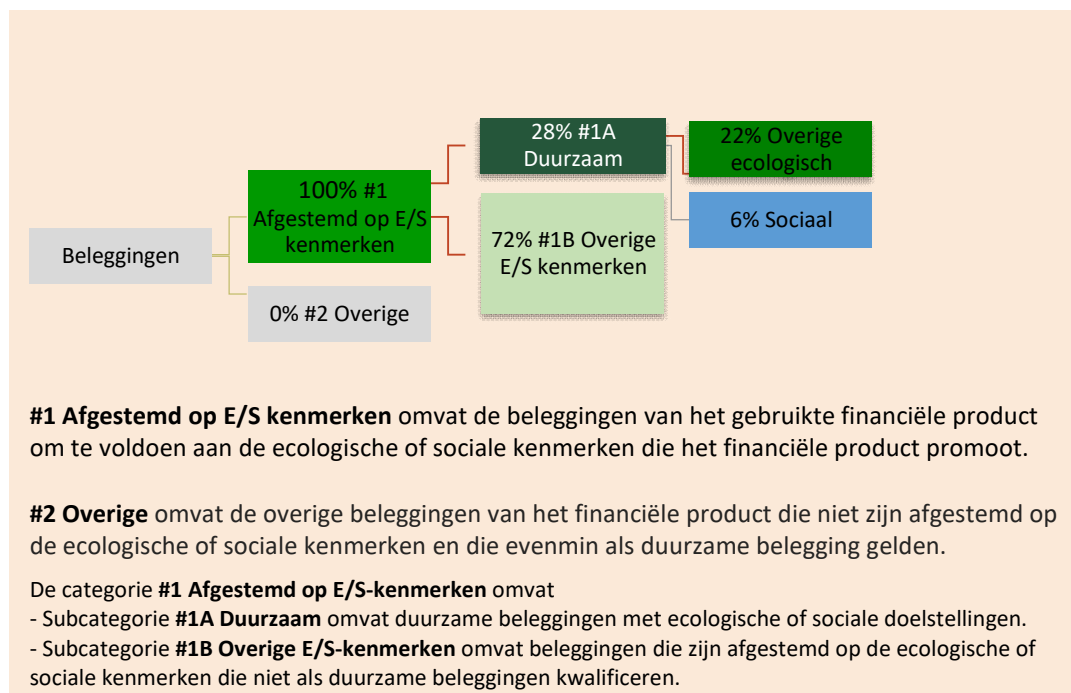 28% #1A
Duurzaam
22% Overige
ecologisch
100% #1
Afgestemd op E/S
kenmerken
6% Sociaal
72% #1B Overige
E/S kenmerken
Beleggingen
0% #2 Overige
#1 Afgestemd op E/S kenmerken omvat de beleggingen van het gebruikte financiële product
om te voldoen aan de ecologische of sociale kenmerken die het financiële product promoot.
#2 Overige omvat de overige beleggingen van het financiële product die niet zijn afgestemd op
de ecologische of sociale kenmerken en die evenmin als duurzame belegging gelden.
De categorie #1 Afgestemd op E/S-kenmerken omvat
- Subcategorie #1A Duurzaam omvat duurzame beleggingen met ecologische of sociale doelstellingen.
- Subcategorie #1B Overige E/S-kenmerken omvat beleggingen die zijn afgestemd op de ecologische of
sociale kenmerken die niet als duurzame beleggingen kwalificeren.